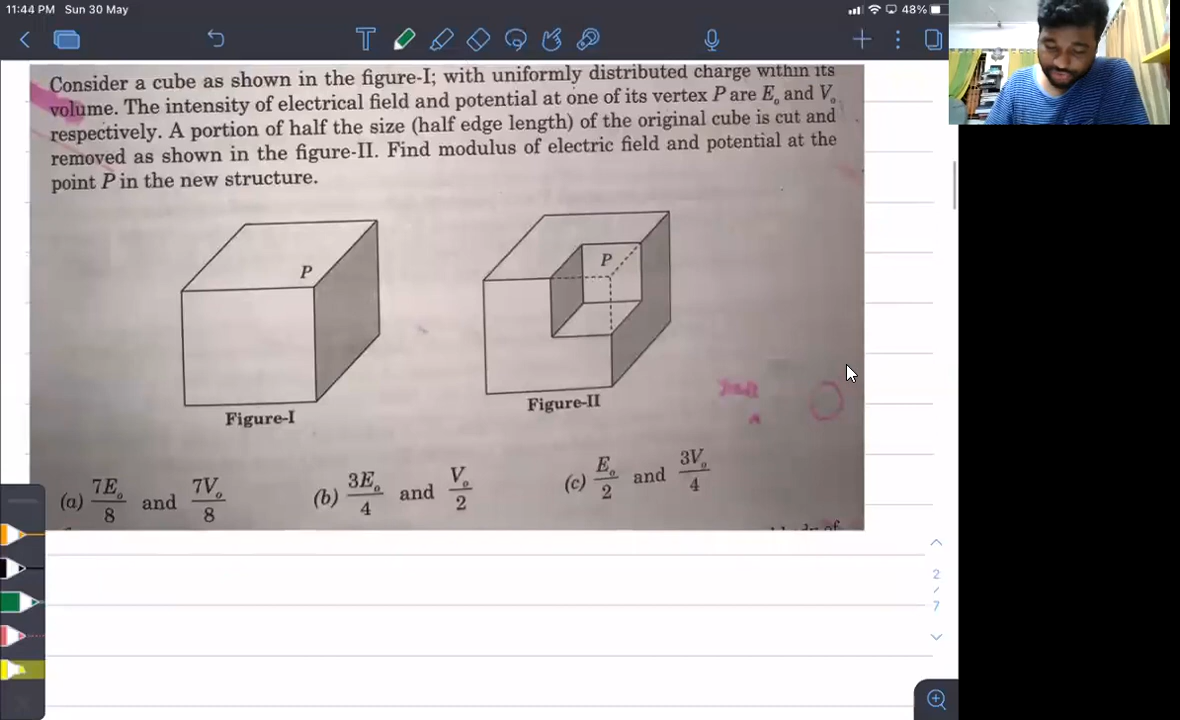 11:44 PM Sun 30 May
48%
T
Consider a cube as shown in the figure-I; with uniformly distributed charge within its
volume. The intensity of electrical field and potential at one of its vertex P are E₀ and V₀
respectively. A portion of half the size (half edge length) of the original cube is cut and
removed as shown in the figure-II. Find modulus of electric field and potential at the
point P in the new structure.
P
P
Figure-I
Figure-II
(a) 7E₀/8 and 7V₀/8 (b) 3E₀/4 and V₀/2 (c) E₀/2 and 3V₀/4
of
2
/
7